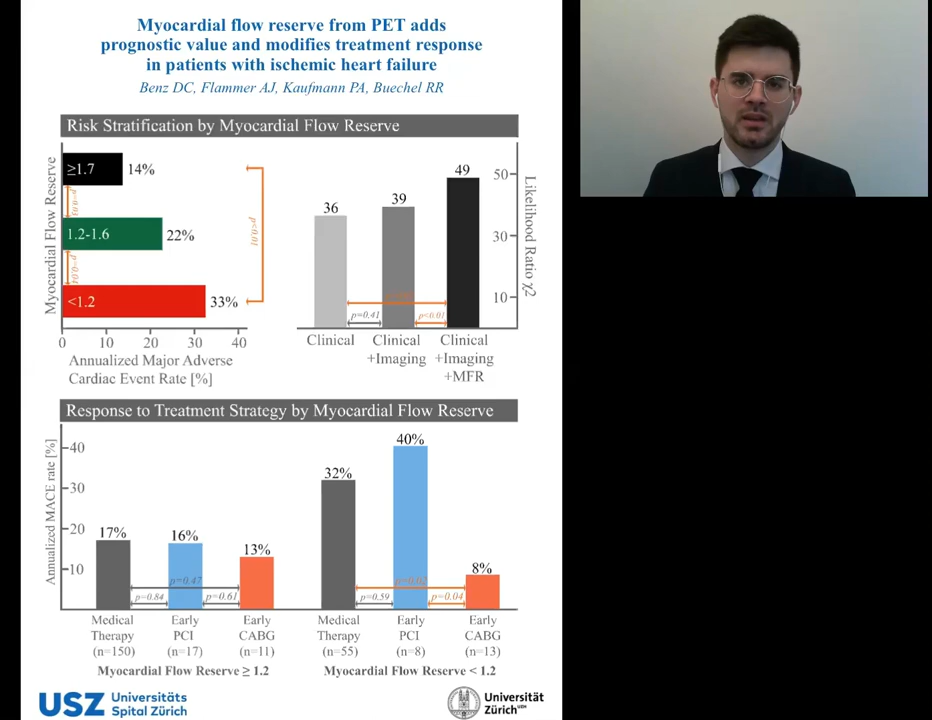 Myocardial flow reserve from PET adds
prognostic value and modifies treatment response
in patients with ischemic heart failure
Benz DC, Flammer AJ, Kaufmann PA, Buechel RR
Risk Stratification by Myocardial Flow Reserve
Myocardial Flow Reserve
≥1.7
14%
1.2-1.6
22%
<1.2
33%
p<0.01
0 10 20 30 40
Annualized Major Adverse
Cardiac Event Rate [%]
36
39
49
50
30
10
Likelihood Ratio χ2
p=0.41
p<0.01
Clinical
Clinical
+Imaging
Clinical
+Imaging
+MFR
Response to Treatment Strategy by Myocardial Flow Reserve
Annualized MACE rate [%]
40
30
20
10
17%
16%
13%
32%
40%
8%
p=0.47
p=0.84
p=0.61
p=0.02
p=0.59
p=0.04
Medical
Therapy
(n=150)
Early
PCI
(n=17)
Early
CABG
(n=11)
Medical
Therapy
(n=55)
Early
PCI
(n=8)
Early
CABG
(n=13)
Myocardial Flow Reserve ≥ 1.2
Myocardial Flow Reserve < 1.2
USZ Universitäts
Spital Zürich
Universität
Zürich UZH